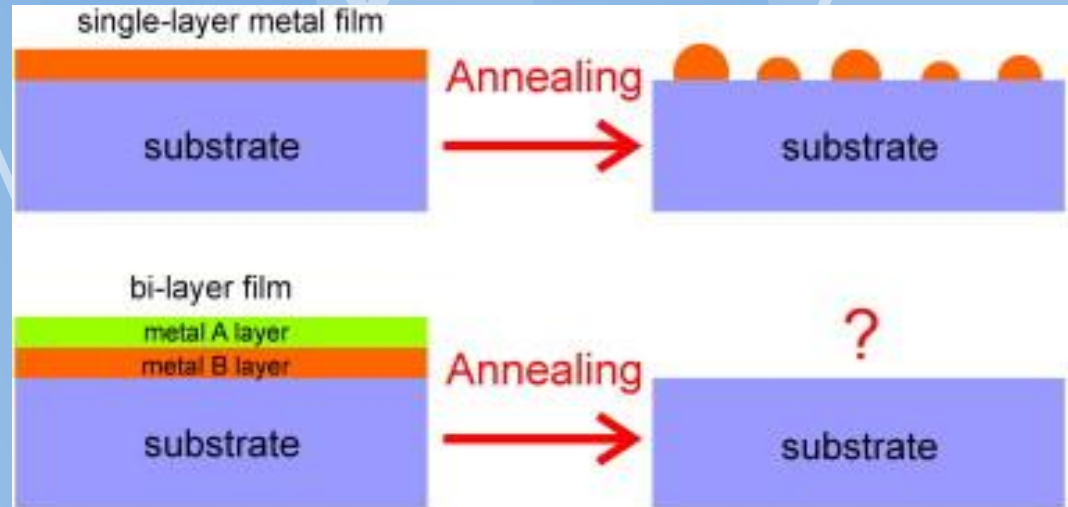 single-layer metal film
substrate
Annealing
substrate
bi-layer film
metal A layer
metal B layer
substrate
Annealing
?
substrate